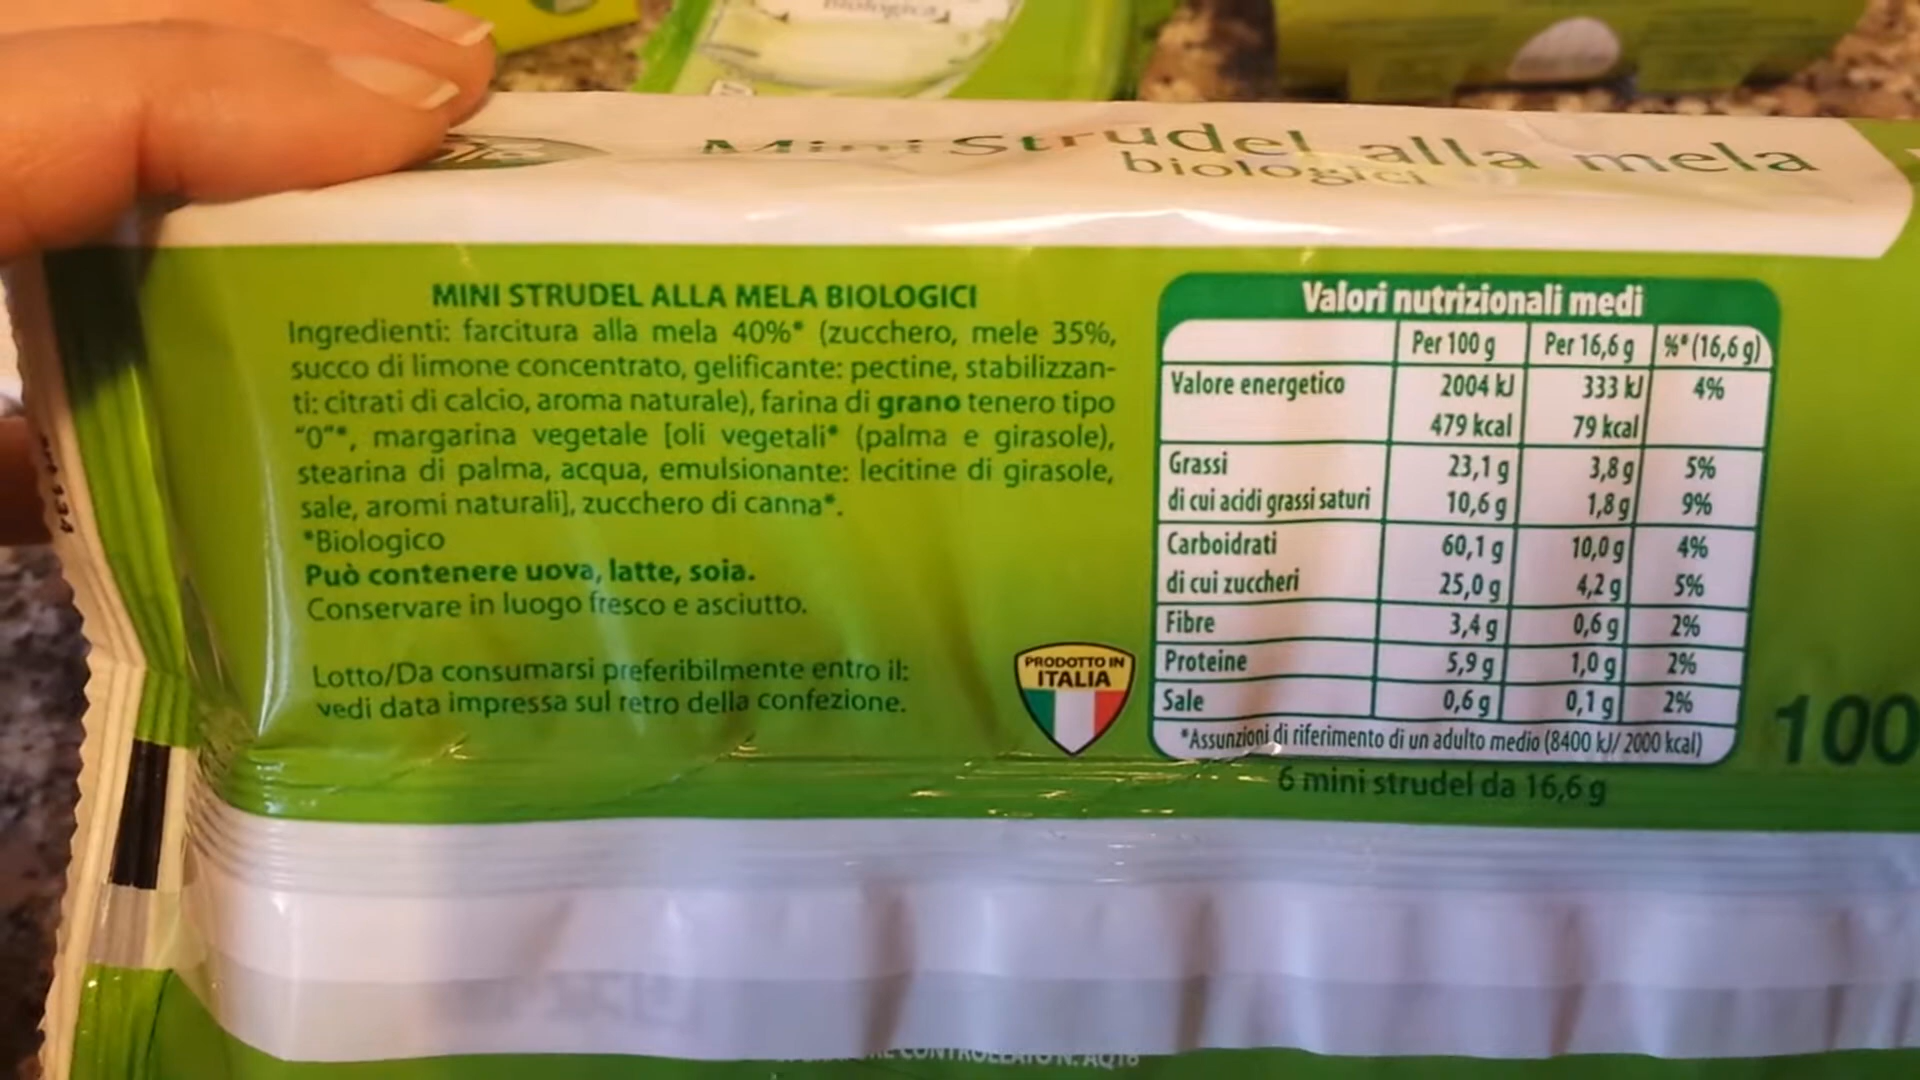 biologica
Mini Strudel alla mela
biologici
MINI STRUDEL ALLA MELA BIOLOGICI
Ingredienti: farcitura alla mela 40%* (zucchero, mele 35%,
succo di limone concentrato, gelificante: pectine, stabilizzan-
ti: citrati di calcio, aroma naturale), farina di grano tenero tipo
"0"*, margarina vegetale [oli vegetali* (palma e girasole),
stearina di palma, acqua, emulsionante: lecitine di girasole,
sale, aromi naturali], zucchero di canna*.
*Biologico
Può contenere uova, latte, soia.
Conservare in luogo fresco e asciutto.
Lotto/Da consumarsi preferibilmente entro il:
vedi data impressa sul retro della confezione.
PRODOTTO IN
ITALIA
Valori nutrizionali medi
Per 100 g Per 16,6 g %* (16,6 g)
Valore energetico 2004 kJ 333 kJ 4%
479 kcal 79 kcal
Grassi 23,1 g 3,8 g 5%
di cui acidi grassi saturi 10,6 g 1,8 g 9%
Carboidrati 60,1 g 10,0 g 4%
di cui zuccheri 25,0 g 4,2 g 5%
Fibre 3,4 g 0,6 g 2%
Proteine 5,9 g 1,0 g 2%
Sale 0,6 g 0,1 g 2%
*Assunzioni di riferimento di un adulto medio (8400 kJ/ 2000 kcal)
6 mini strudel da 16,6 g
100
CONTROLLATO N. AQ18